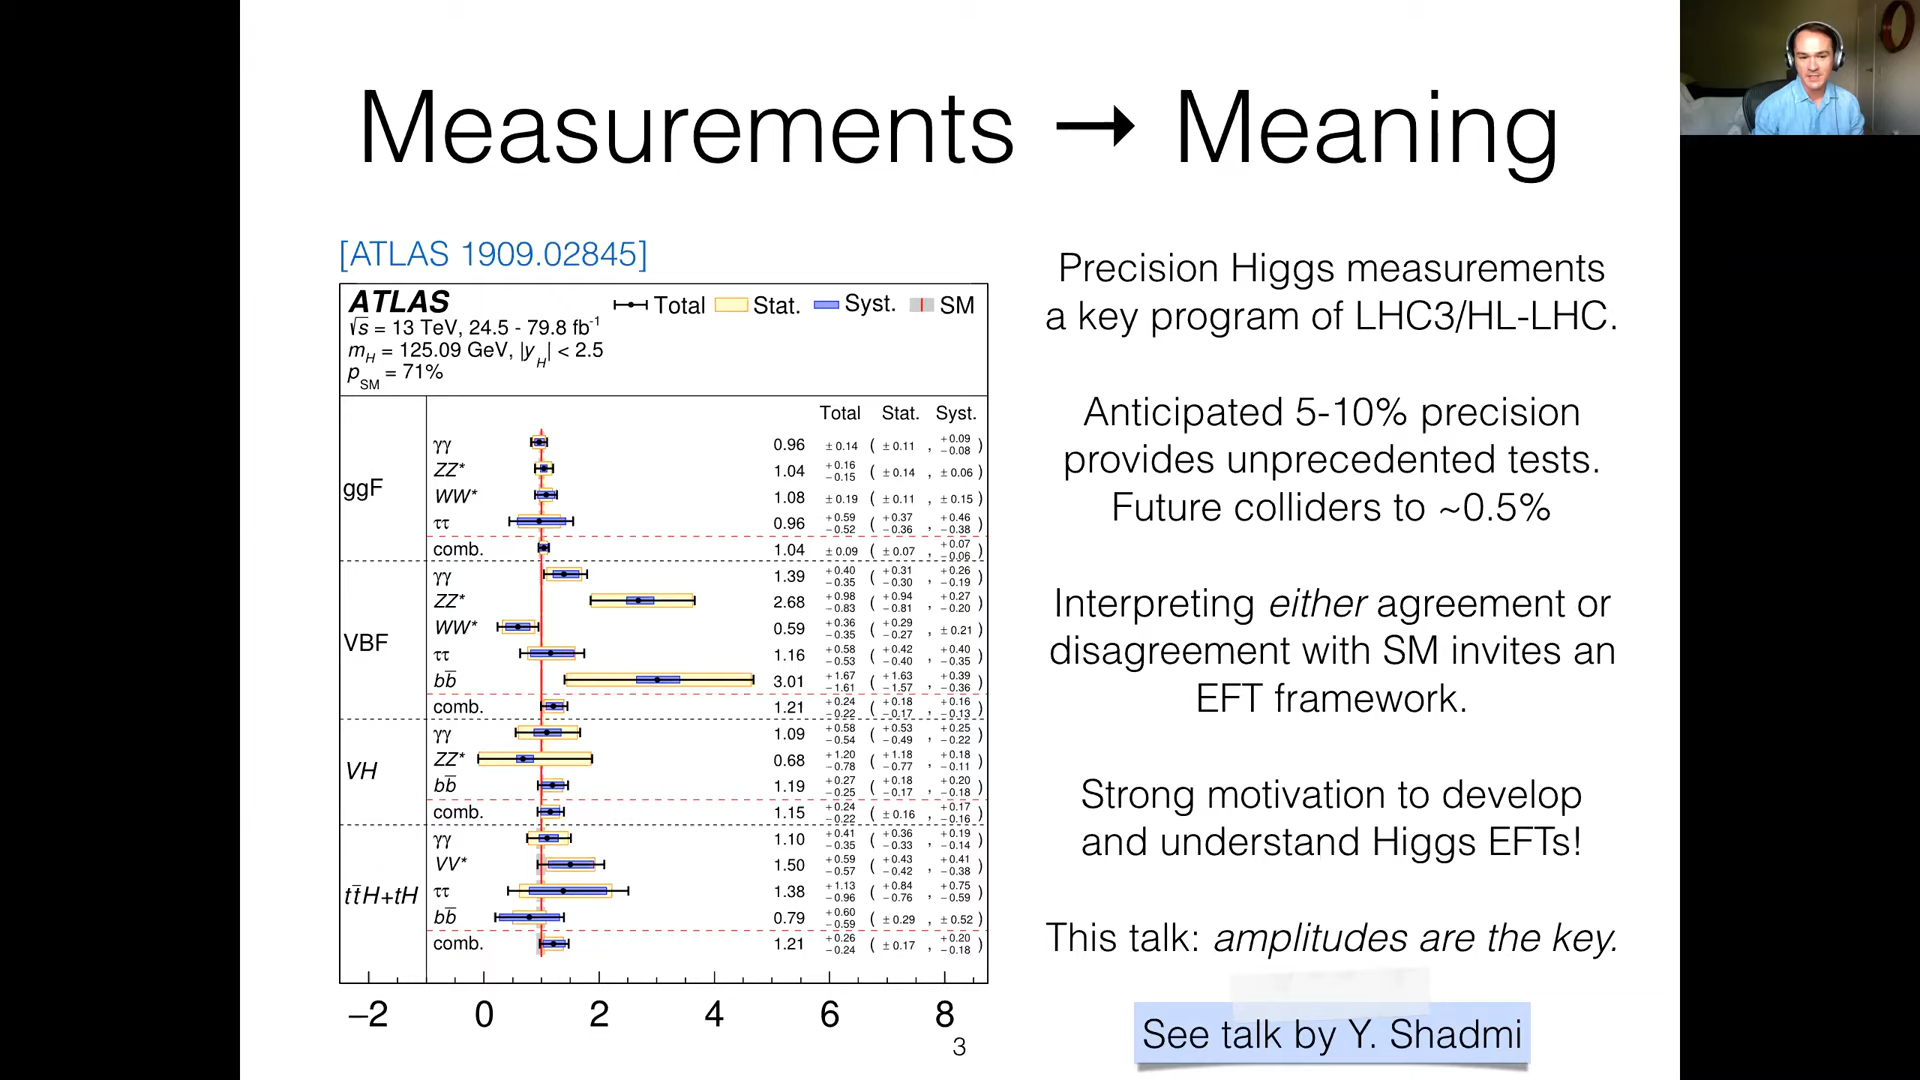 Measurements → Meaning
[ATLAS 1909.02845]
ATLAS
Total Stat. Syst. SM
√s = 13 TeV, 24.5 - 79.8 fb⁻¹
m_H = 125.09 GeV, |y_H| < 2.5
p_SM = 71%
Total Stat. Syst.
ggF
γγ 0.96 ± 0.14 ( ± 0.11 , +0.09 −0.08 )
ZZ* 1.04 +0.16 −0.15 ( ± 0.14 , ± 0.06 )
WW* 1.08 ± 0.19 ( ± 0.11 , ± 0.15 )
ττ 0.96 +0.59 −0.52 ( +0.37 −0.36 , +0.46 −0.38 )
comb. 1.04 ± 0.09 ( ± 0.07 , +0.07 −0.06 )
VBF
γγ 1.39 +0.40 −0.35 ( +0.31 −0.30 , +0.26 −0.19 )
ZZ* 2.68 +0.98 −0.83 ( +0.94 −0.81 , +0.27 −0.20 )
WW* 0.59 +0.36 −0.35 ( +0.29 −0.27 , ± 0.21 )
ττ 1.16 +0.58 −0.53 ( +0.42 −0.40 , +0.40 −0.35 )
bb̅ 3.01 +1.67 −1.61 ( +1.63 −1.57 , +0.39 −0.36 )
comb. 1.21 +0.24 −0.22 ( +0.18 −0.17 , +0.16 −0.13 )
VH
γγ 1.09 +0.58 −0.54 ( +0.53 −0.49 , +0.25 −0.22 )
ZZ* 0.68 +1.20 −0.78 ( +1.18 −0.77 , +0.18 −0.11 )
bb̅ 1.19 +0.27 −0.25 ( +0.18 −0.17 , +0.20 −0.18 )
comb. 1.15 +0.24 −0.22 ( ± 0.16 , +0.17 −0.16 )
tt̅H+tH
γγ 1.10 +0.41 −0.35 ( +0.36 −0.33 , +0.19 −0.14 )
VV* 1.50 +0.59 −0.57 ( +0.43 −0.42 , +0.41 −0.38 )
ττ 1.38 +1.13 −0.96 ( +0.84 −0.76 , +0.75 −0.59 )
bb̅ 0.79 +0.60 −0.59 ( ± 0.29 , ± 0.52 )
comb. 1.21 +0.26 −0.24 ( ± 0.17 , +0.20 −0.18 )
−2 0 2 4 6 8
Precision Higgs measurements
a key program of LHC3/HL-LHC.
Anticipated 5-10% precision
provides unprecedented tests.
Future colliders to ~0.5%
Interpreting either agreement or
disagreement with SM invites an
EFT framework.
Strong motivation to develop
and understand Higgs EFTs!
This talk: amplitudes are the key.
See talk by Y. Shadmi
3